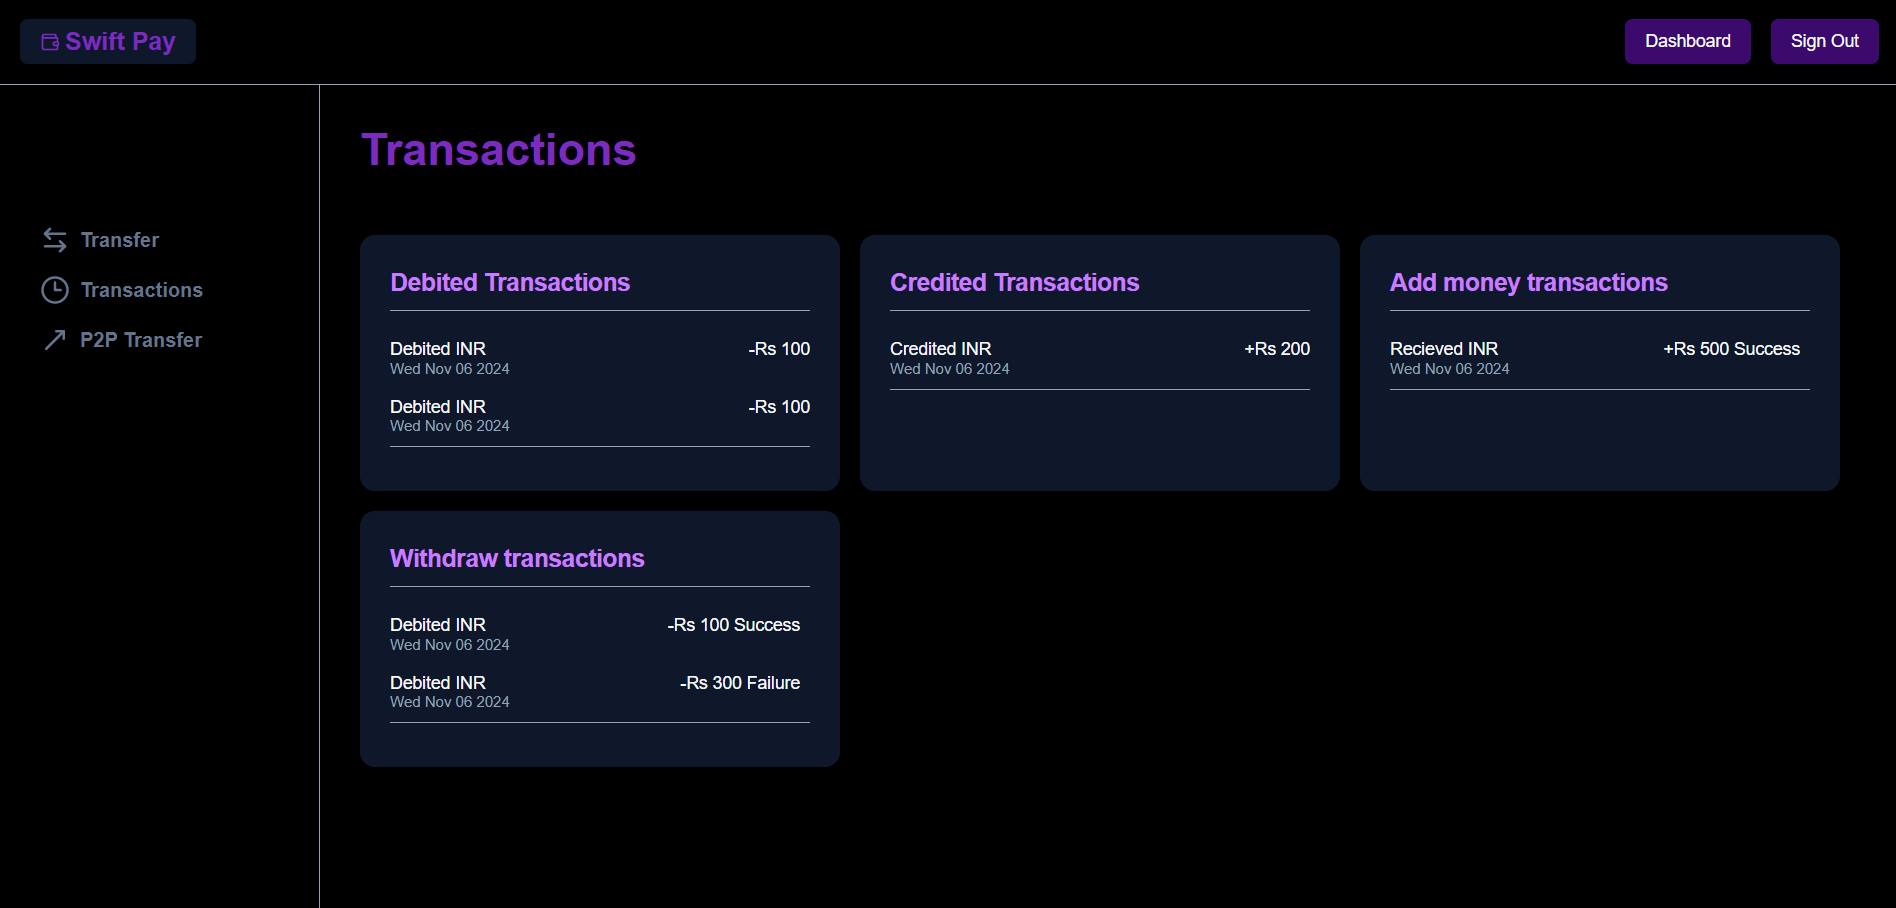 Swift Pay
Dashboard
Sign Out
Transfer
Transactions
P2P Transfer
Transactions
Debited Transactions
Debited INR -Rs 100
Wed Nov 06 2024
Debited INR -Rs 100
Wed Nov 06 2024
Credited Transactions
Credited INR +Rs 200
Wed Nov 06 2024
Add money transactions
Recieved INR +Rs 500 Success
Wed Nov 06 2024
Withdraw transactions
Debited INR -Rs 100 Success
Wed Nov 06 2024
Debited INR -Rs 300 Failure
Wed Nov 06 2024